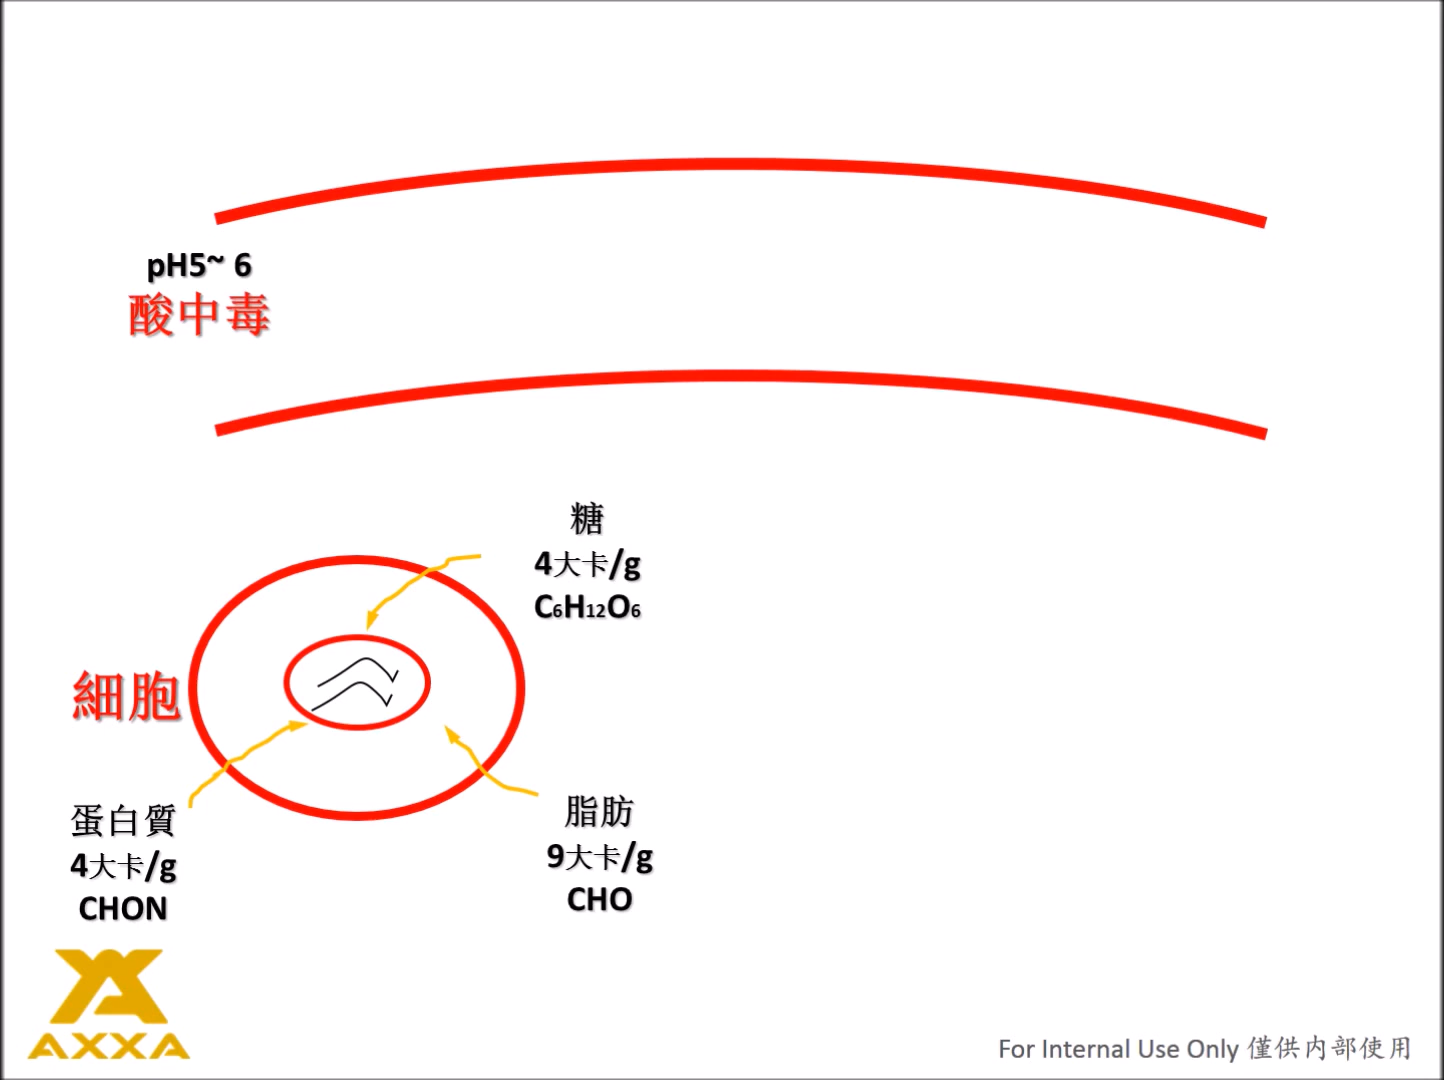 pH5~ 6
酸中毒
糖
4大卡/g
C₆H₁₂O₆
細胞
蛋白質
4大卡/g
CHON
脂肪
9大卡/g
CHO
AXXA
For Internal Use Only 僅供內部使用